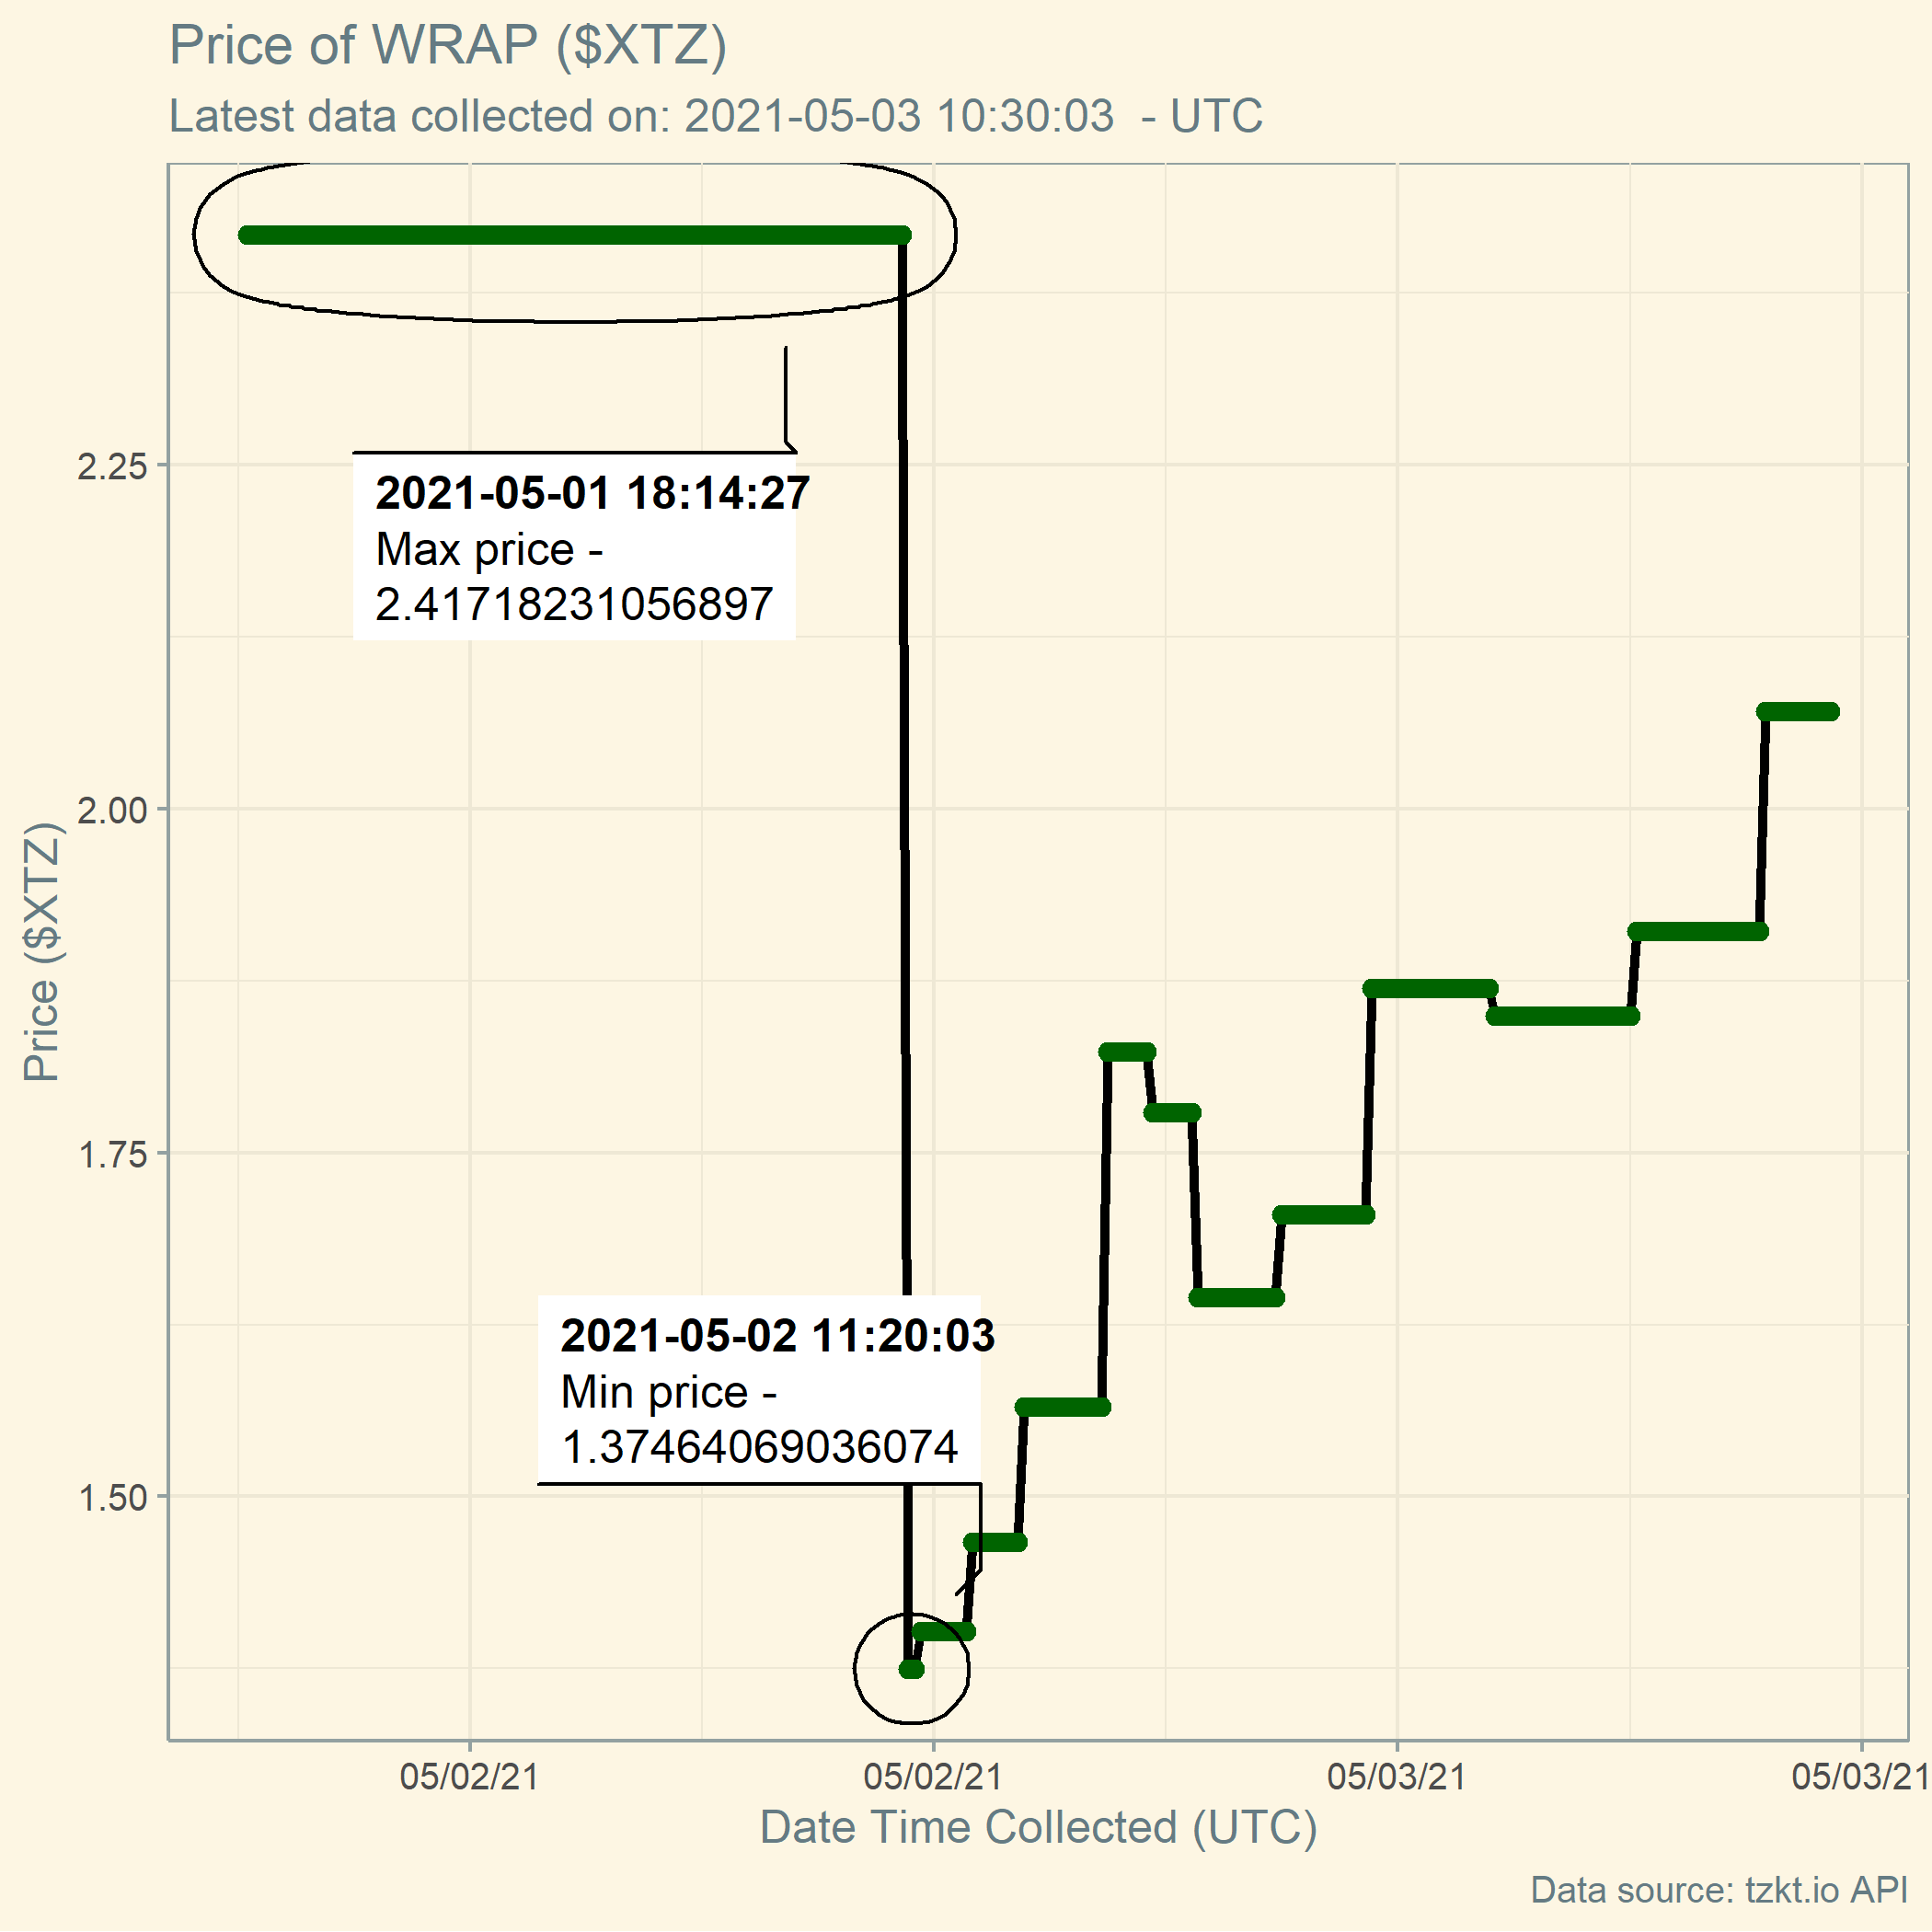 Price of WRAP ($XTZ)
Latest data collected on: 2021-05-03 10:30:03  - UTC
2021-05-01 18:14:27
Max price -
2.41718231056897
2021-05-02 11:20:03
Min price -
1.37464069036074
2.25
2.00
1.75
1.50
Price ($XTZ)
05/02/21
05/02/21
05/03/21
05/03/21
Date Time Collected (UTC)
Data source: tzkt.io API